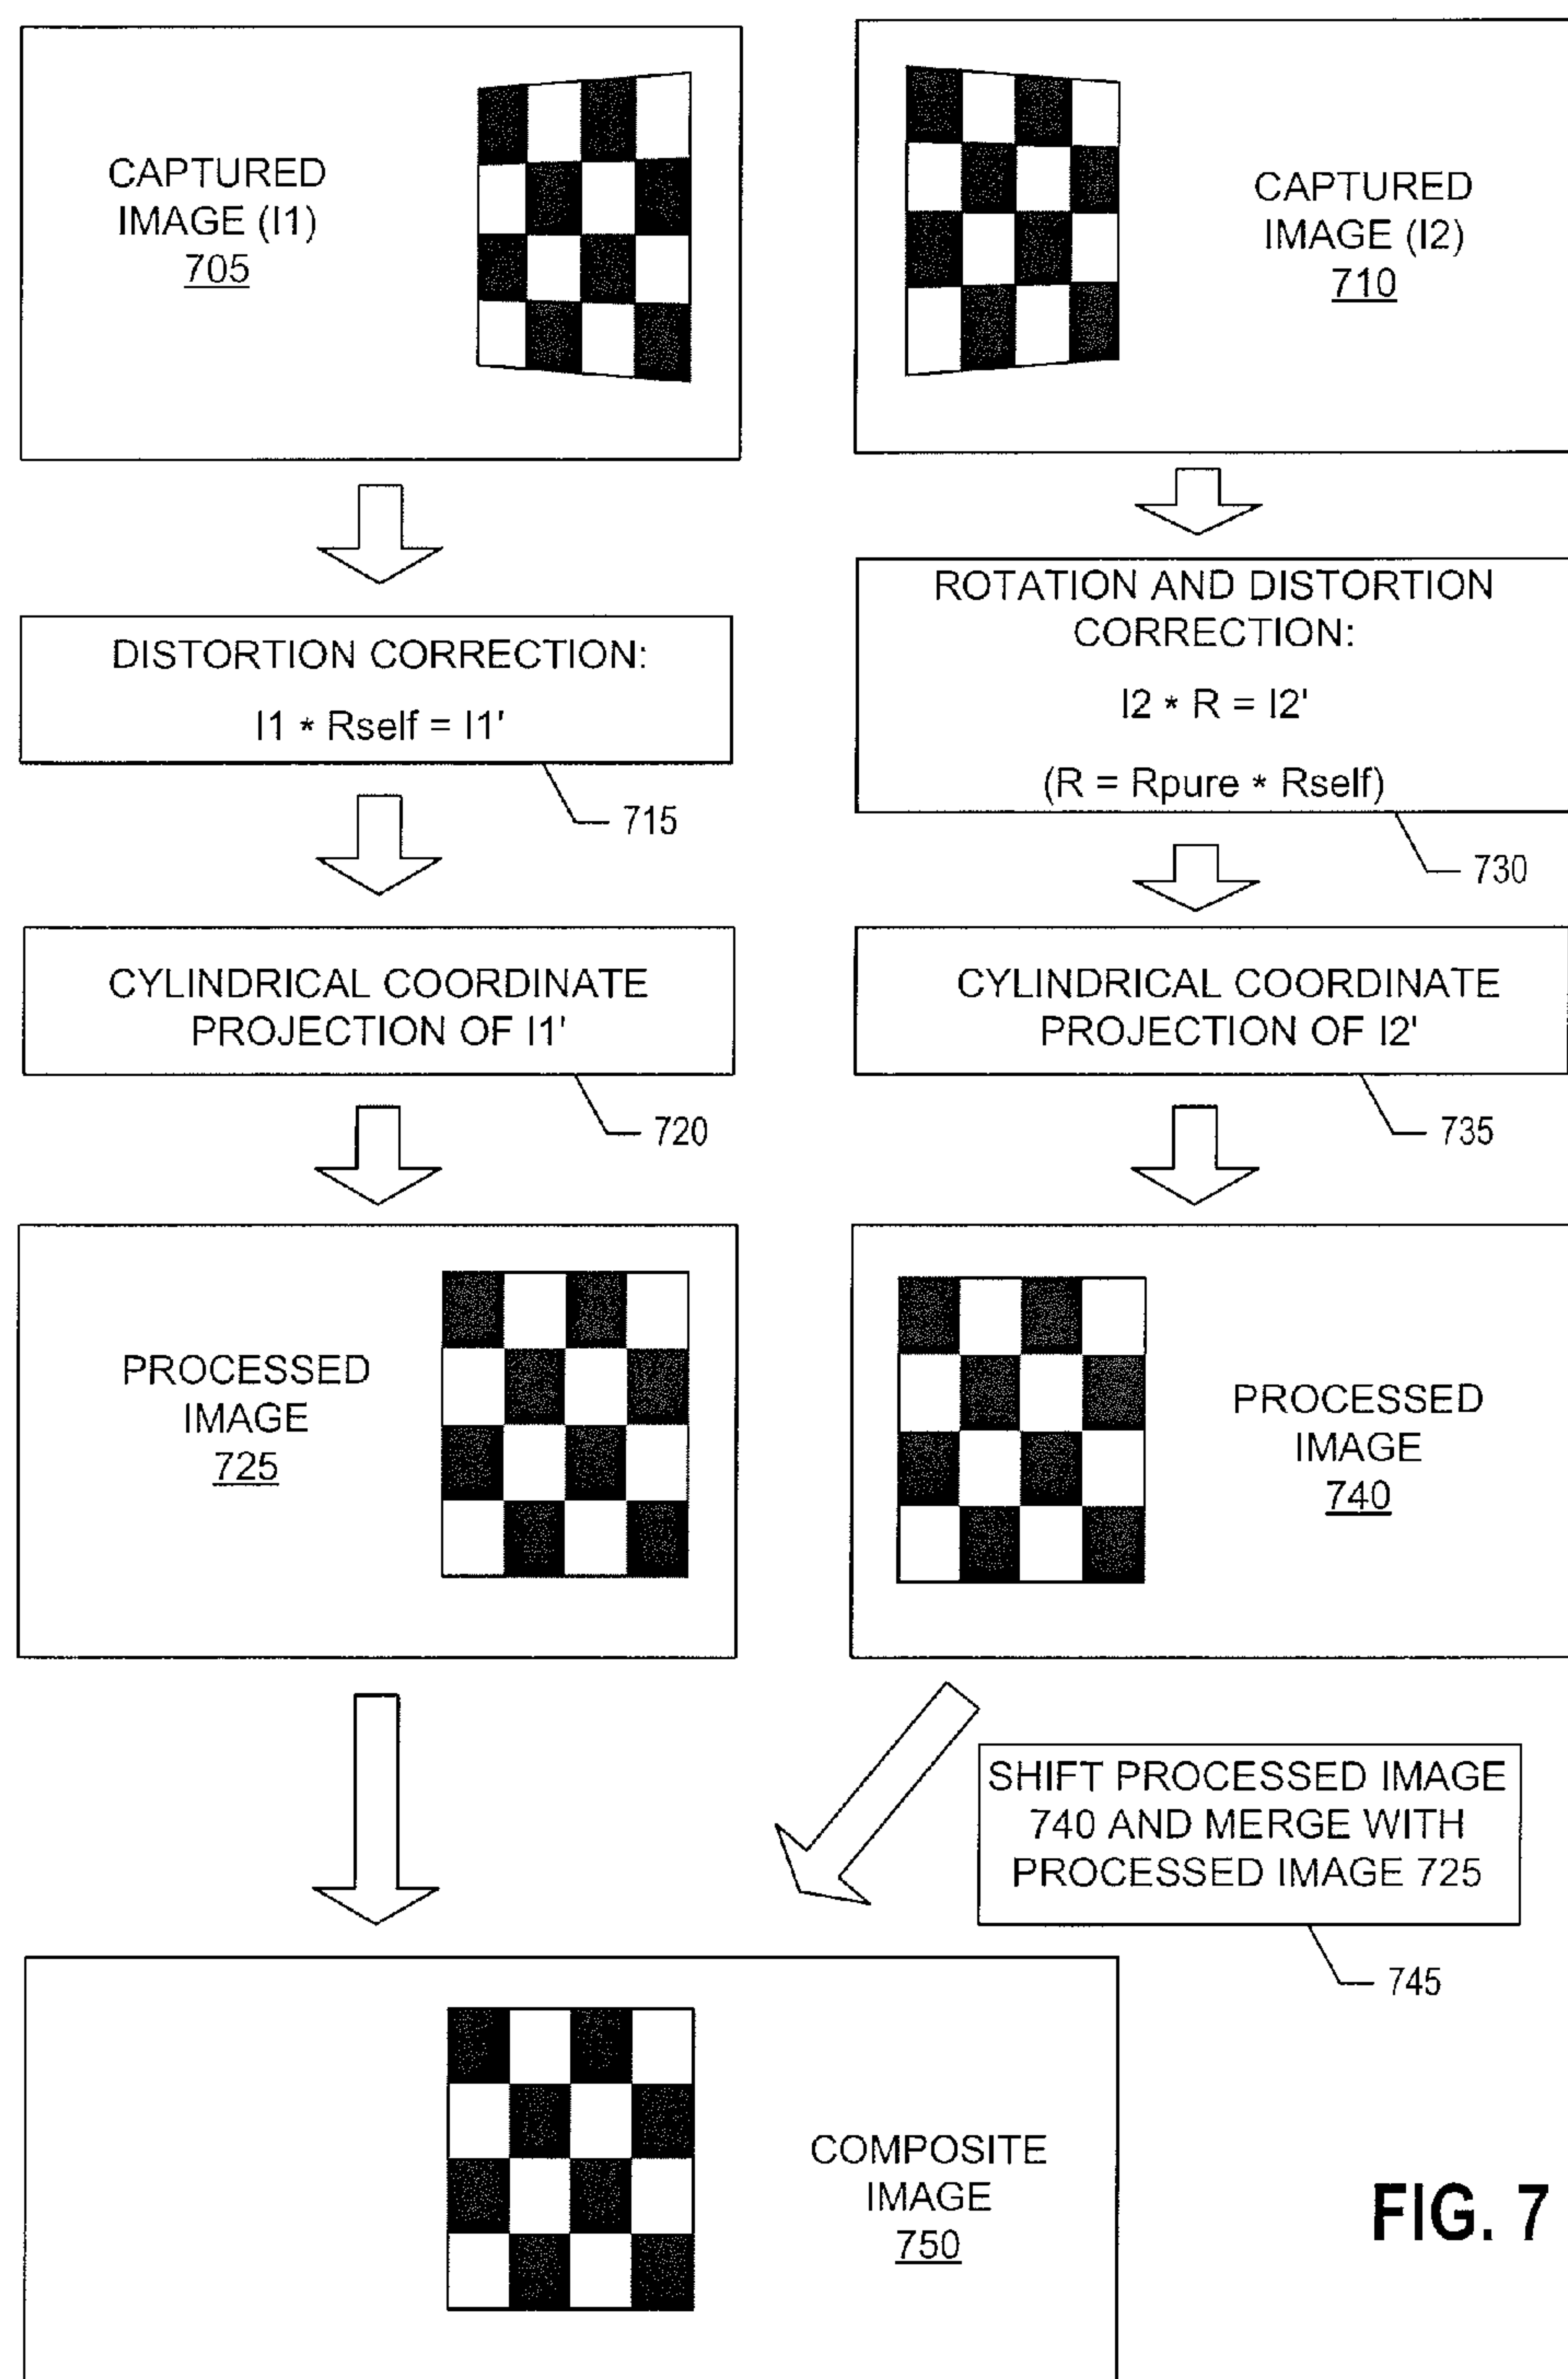 CAPTURED
IMAGE (I1)
705
CAPTURED
IMAGE (I2)
710
DISTORTION CORRECTION:
I1 * Rself = I1'
715
ROTATION AND DISTORTION
CORRECTION:
I2 * R = I2'
(R = Rpure * Rself)
730
CYLINDRICAL COORDINATE
PROJECTION OF I1'
720
CYLINDRICAL COORDINATE
PROJECTION OF I2'
735
PROCESSED
IMAGE
725
PROCESSED
IMAGE
740
SHIFT PROCESSED IMAGE
740 AND MERGE WITH
PROCESSED IMAGE 725
745
COMPOSITE
IMAGE
750
FIG. 7